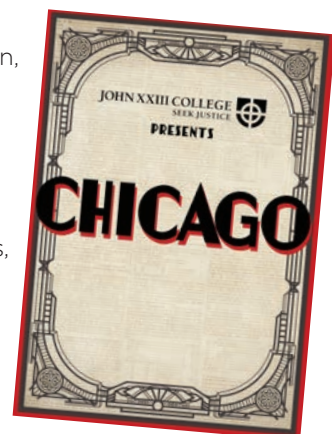 n,
JOHN XXIII COLLEGE
SEEK JUSTICE
PRESENTS
CHICAGO
s,